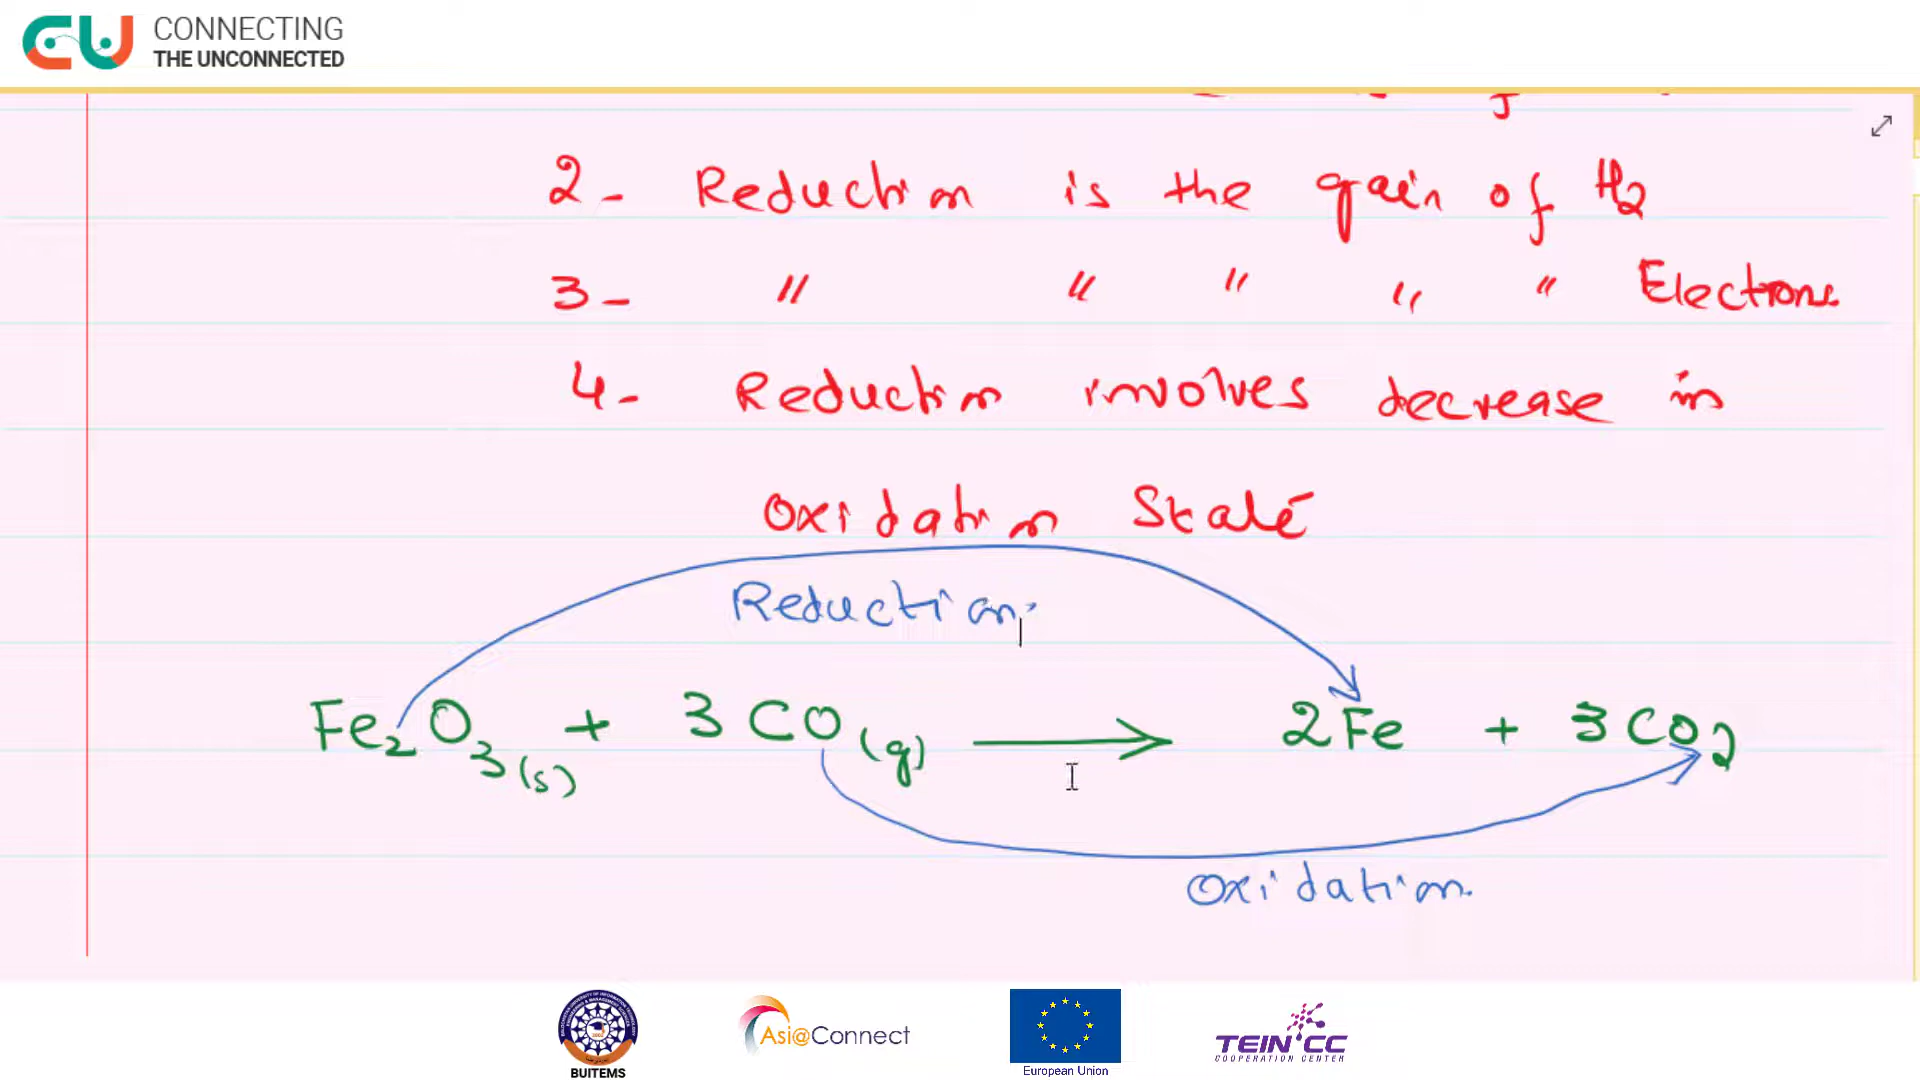 CONNECTING
THE UNCONNECTED
2- Reduction is the gain of H2
3- " " " " " Electrons
4- Reduction involves decrease in
Oxidation State
Reduction.
Fe2O3(s) + 3CO(g) → 2Fe + 3CO2
Oxidation.
BUITEMS
Asi@Connect
European Union
TEIN*CC
COOPERATION CENTER